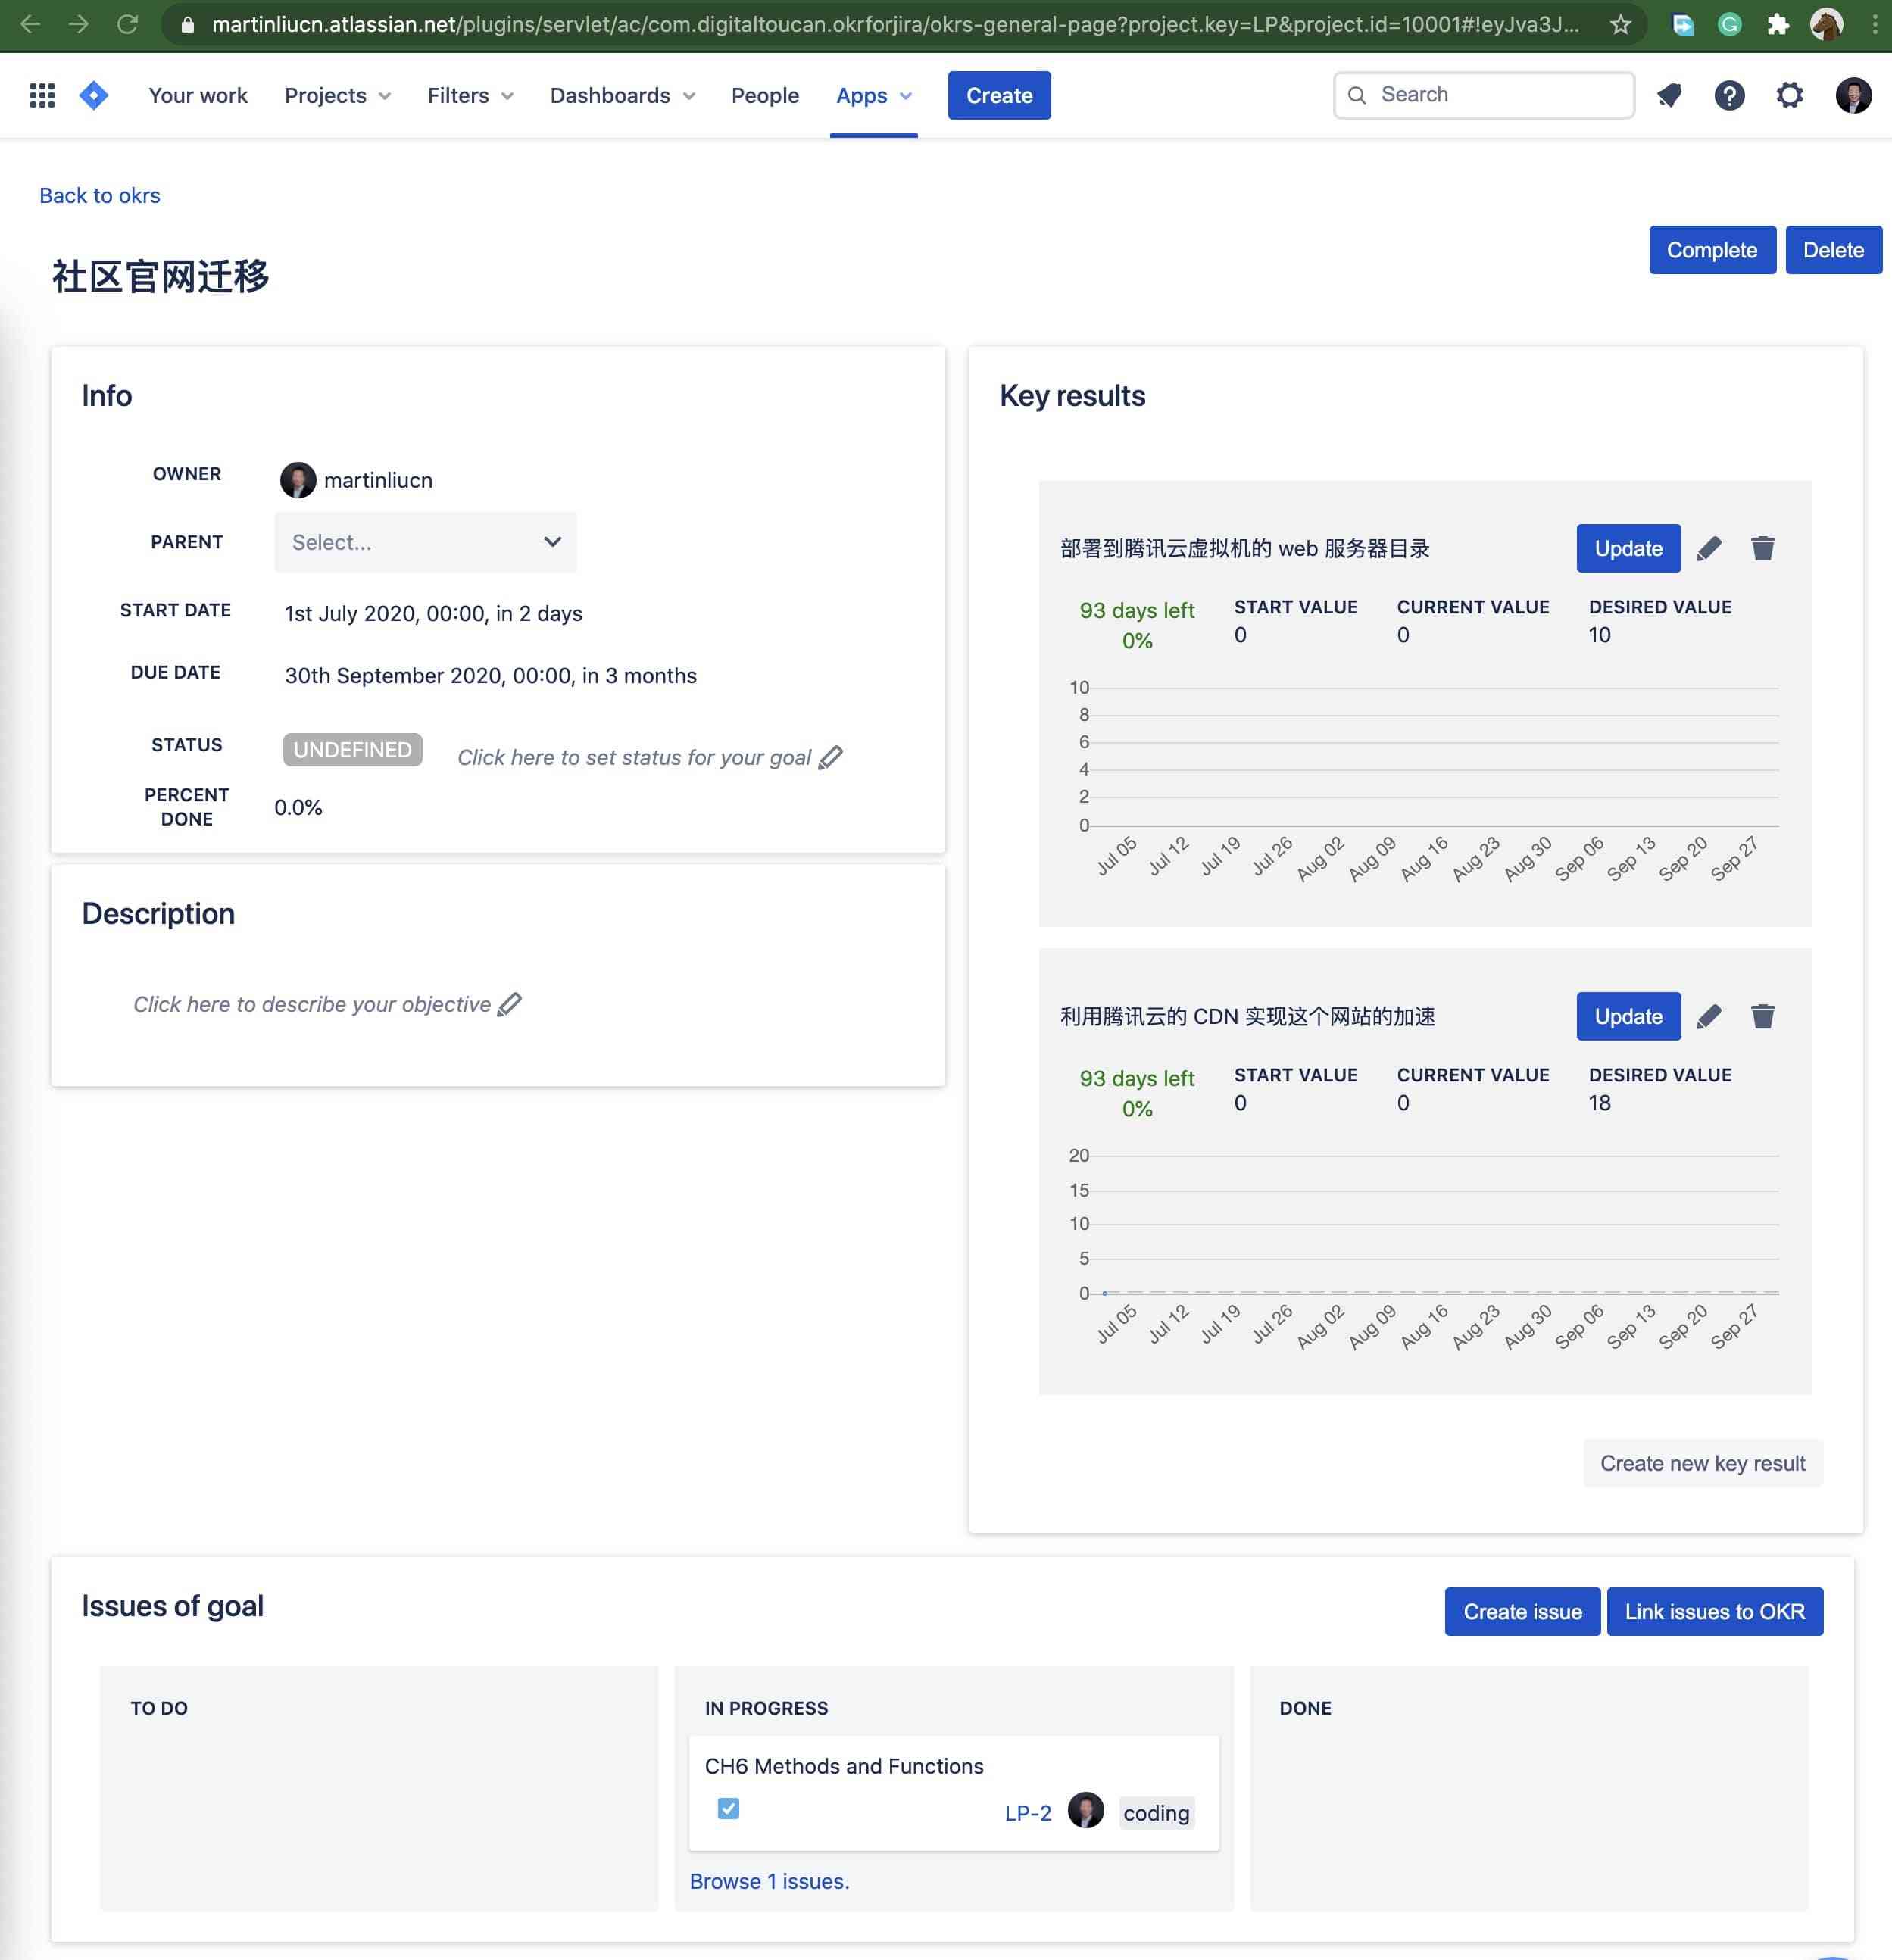 martinliucn.atlassian.net/plugins/servlet/ac/com.digitaltoucan.okrforjira/okrs-general-page?project.key=LP&project.id=10001#!eyJva3J...
Your work Projects Filters Dashboards People Apps Create Search
Back to okrs
Complete Delete
社区官网迁移
Info
OWNER martinliucn
PARENT Select...
START DATE 1st July 2020, 00:00, in 2 days
DUE DATE 30th September 2020, 00:00, in 3 months
STATUS UNDEFINED Click here to set status for your goal
PERCENT DONE 0.0%
Description
Click here to describe your objective
Key results
部署到腾讯云虚拟机的 web 服务器目录 Update
93 days left START VALUE CURRENT VALUE DESIRED VALUE
0% 0 0 10
10
8
6
4
2
0
Jul 05 Jul 12 Jul 19 Jul 26 Aug 02 Aug 09 Aug 16 Aug 23 Aug 30 Sep 06 Sep 13 Sep 20 Sep 27
利用腾讯云的 CDN 实现这个网站的加速 Update
93 days left START VALUE CURRENT VALUE DESIRED VALUE
0% 0 0 18
20
15
10
5
0
Jul 05 Jul 12 Jul 19 Jul 26 Aug 02 Aug 09 Aug 16 Aug 23 Aug 30 Sep 06 Sep 13 Sep 20 Sep 27
Create new key result
Issues of goal
Create issue Link issues to OKR
TO DO
IN PROGRESS
CH6 Methods and Functions
LP-2 coding
Browse 1 issues.
DONE